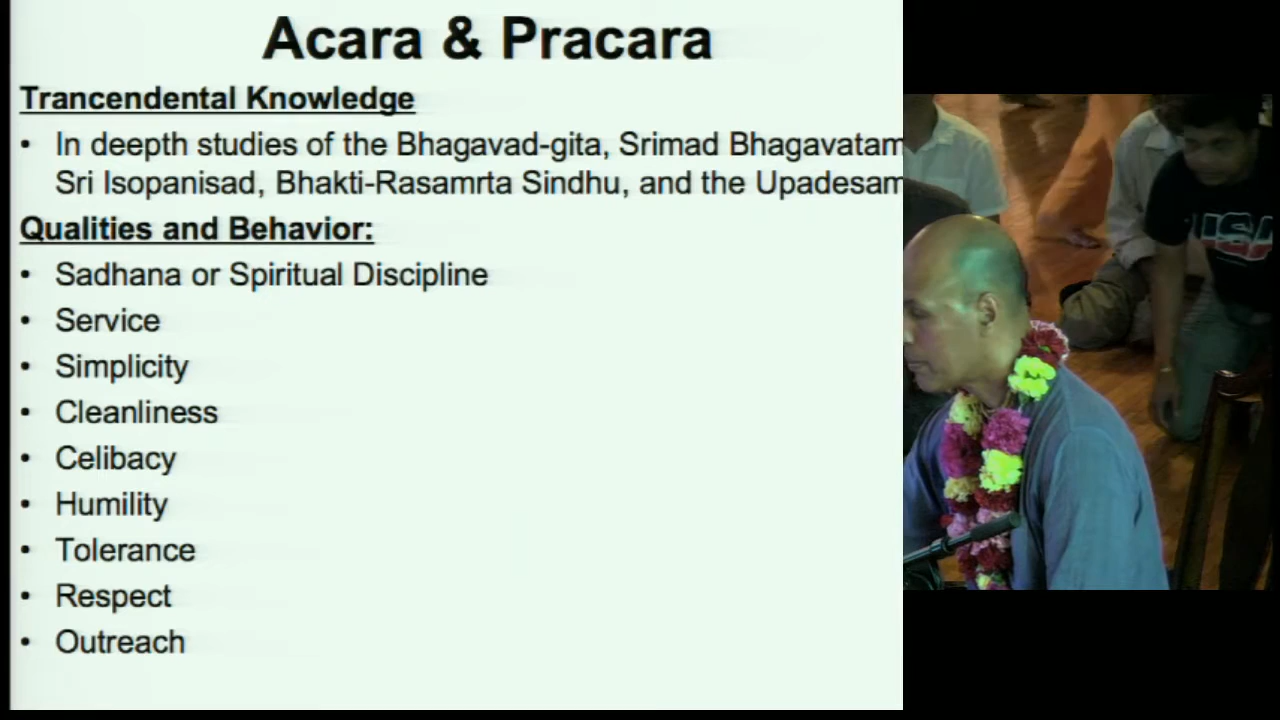 Acara & Pracara
Trancendental Knowledge
• In deepth studies of the Bhagavad-gita, Srimad Bhagavatam
Sri Isopanisad, Bhakti-Rasamrta Sindhu, and the Upadesam
Qualities and Behavior:
• Sadhana or Spiritual Discipline
• Service
• Simplicity
• Cleanliness
• Celibacy
• Humility
• Tolerance
• Respect
• Outreach